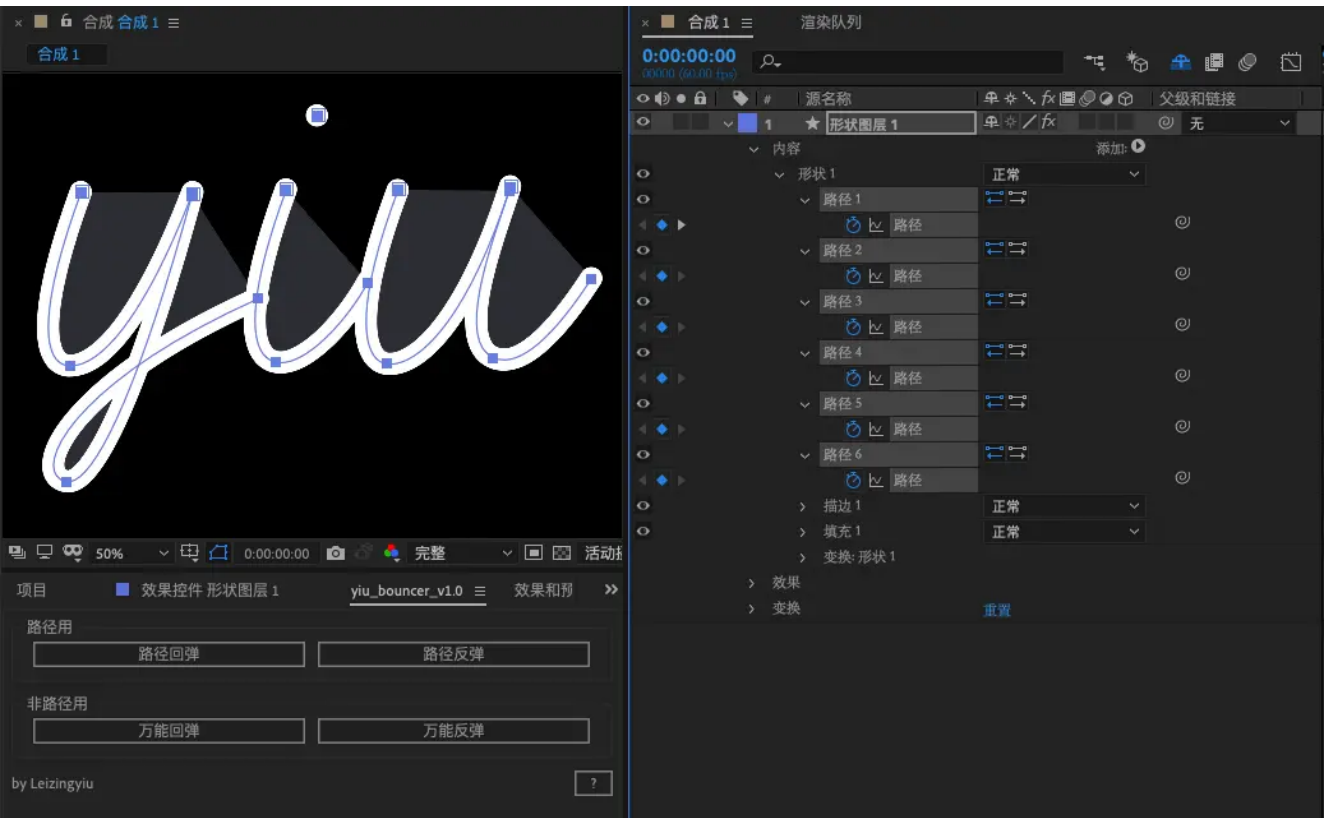 合成 合成 1
合成 1
yiu
50%
0:00:00:00
完整
活动
项目
效果控件 形状图层 1
yiu_bouncer_v1.0
效果和预
路径用
路径回弹
路径反弹
非路径用
万能回弹
万能反弹
by Leizingyiu
?
合成 1
渲染队列
0:00:00:00
00000 (60.00 fps)
# 源名称
父级和链接
1 形状图层 1
fx
无
内容
添加:
形状 1
正常
路径 1
路径
路径 2
路径
路径 3
路径
路径 4
路径
路径 5
路径
路径 6
路径
描边 1
正常
填充 1
正常
变换: 形状 1
效果
变换
重置